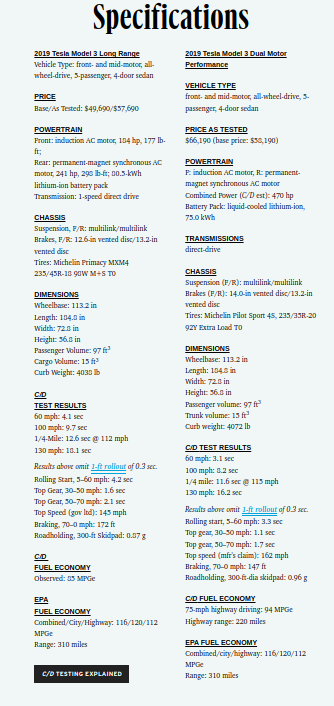 Specifications
2019 Tesla Model 3 Long Range
Vehicle Type: front- and mid-motor, all-
wheel-drive, 5-passenger, 4-door sedan
PRICE
Base/As Tested: $49,690/$57,690
POWERTRAIN
Front: induction AC motor, 184 hp, 177 lb-
ft;
Rear: permanent-magnet synchronous AC
motor, 241 hp, 298 lb-ft; 80.5-kWh
lithium-ion battery pack
Transmission: 1-speed direct drive
CHASSIS
Suspension, F/R: multilink/multilink
Brakes, F/R: 12.6-in vented disc/13.2-in
vented disc
Tires: Michelin Primacy MXM4
235/45R-18 98W M+S T0
DIMENSIONS
Wheelbase: 113.2 in
Length: 184.8 in
Width: 72.8 in
Height: 56.8 in
Passenger Volume: 97 ft³
Cargo Volume: 15 ft³
Curb Weight: 4038 lb
C/D
TEST RESULTS
60 mph: 4.1 sec
100 mph: 9.7 sec
1/4-Mile: 12.6 sec @ 112 mph
130 mph: 18.1 sec
Results above omit 1-ft rollout of 0.3 sec.
Rolling Start, 5–60 mph: 4.2 sec
Top Gear, 30–50 mph: 1.6 sec
Top Gear, 50–70 mph: 2.1 sec
Top Speed (gov ltd): 145 mph
Braking, 70–0 mph: 172 ft
Roadholding, 300-ft Skidpad: 0.87 g
C/D
FUEL ECONOMY
Observed: 85 MPGe
EPA
FUEL ECONOMY
Combined/City/Highway: 116/120/112
MPGe
Range: 310 miles
C/D TESTING EXPLAINED
2019 Tesla Model 3 Dual Motor
Performance
VEHICLE TYPE
front- and mid-motor, all-wheel-drive, 5-
passenger, 4-door sedan
PRICE AS TESTED
$66,190 (base price: $58,190)
POWERTRAIN
F: induction AC motor, R: permanent-
magnet synchronous AC motor
Combined Power (C/D est): 470 hp
Battery Pack: liquid-cooled lithium-ion,
75.0 kWh
TRANSMISSIONS
direct-drive
CHASSIS
Suspension (F/R): multilink/multilink
Brakes (F/R): 14.0-in vented disc/13.2-in
vented disc
Tires: Michelin Pilot Sport 4S, 235/35R-20
92Y Extra Load T0
DIMENSIONS
Wheelbase: 113.2 in
Length: 184.8 in
Width: 72.8 in
Height: 56.8 in
Passenger volume: 97 ft³
Trunk volume: 15 ft³
Curb weight: 4072 lb
C/D TEST RESULTS
60 mph: 3.1 sec
100 mph: 8.2 sec
1/4 mile: 11.6 sec @ 115 mph
130 mph: 16.2 sec
Results above omit 1-ft rollout of 0.3 sec.
Rolling start, 5–60 mph: 3.3 sec
Top gear, 30–50 mph: 1.1 sec
Top gear, 50–70 mph: 1.7 sec
Top speed (mfr's claim): 162 mph
Braking, 70–0 mph: 147 ft
Roadholding, 300-ft-dia skidpad: 0.96 g
C/D FUEL ECONOMY
75-mph highway driving: 94 MPGe
Highway range: 220 miles
EPA FUEL ECONOMY
Combined/city/highway: 116/120/112
MPGe
Range: 310 miles